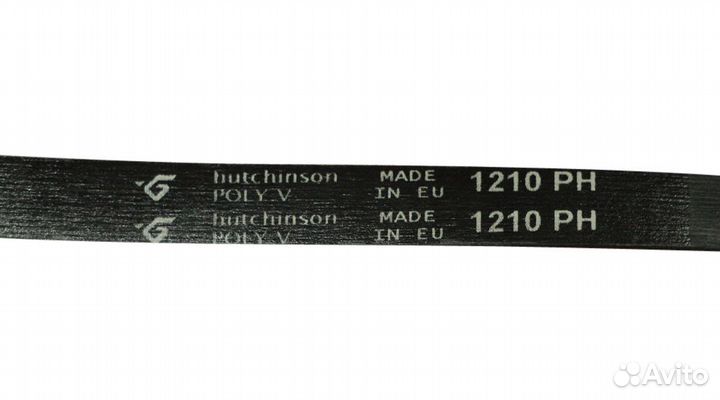 hutchinson MADE 1210 PH
POLY.V IN EU
hutchinson MADE 1210 PH
POLY.V IN EU
Avito